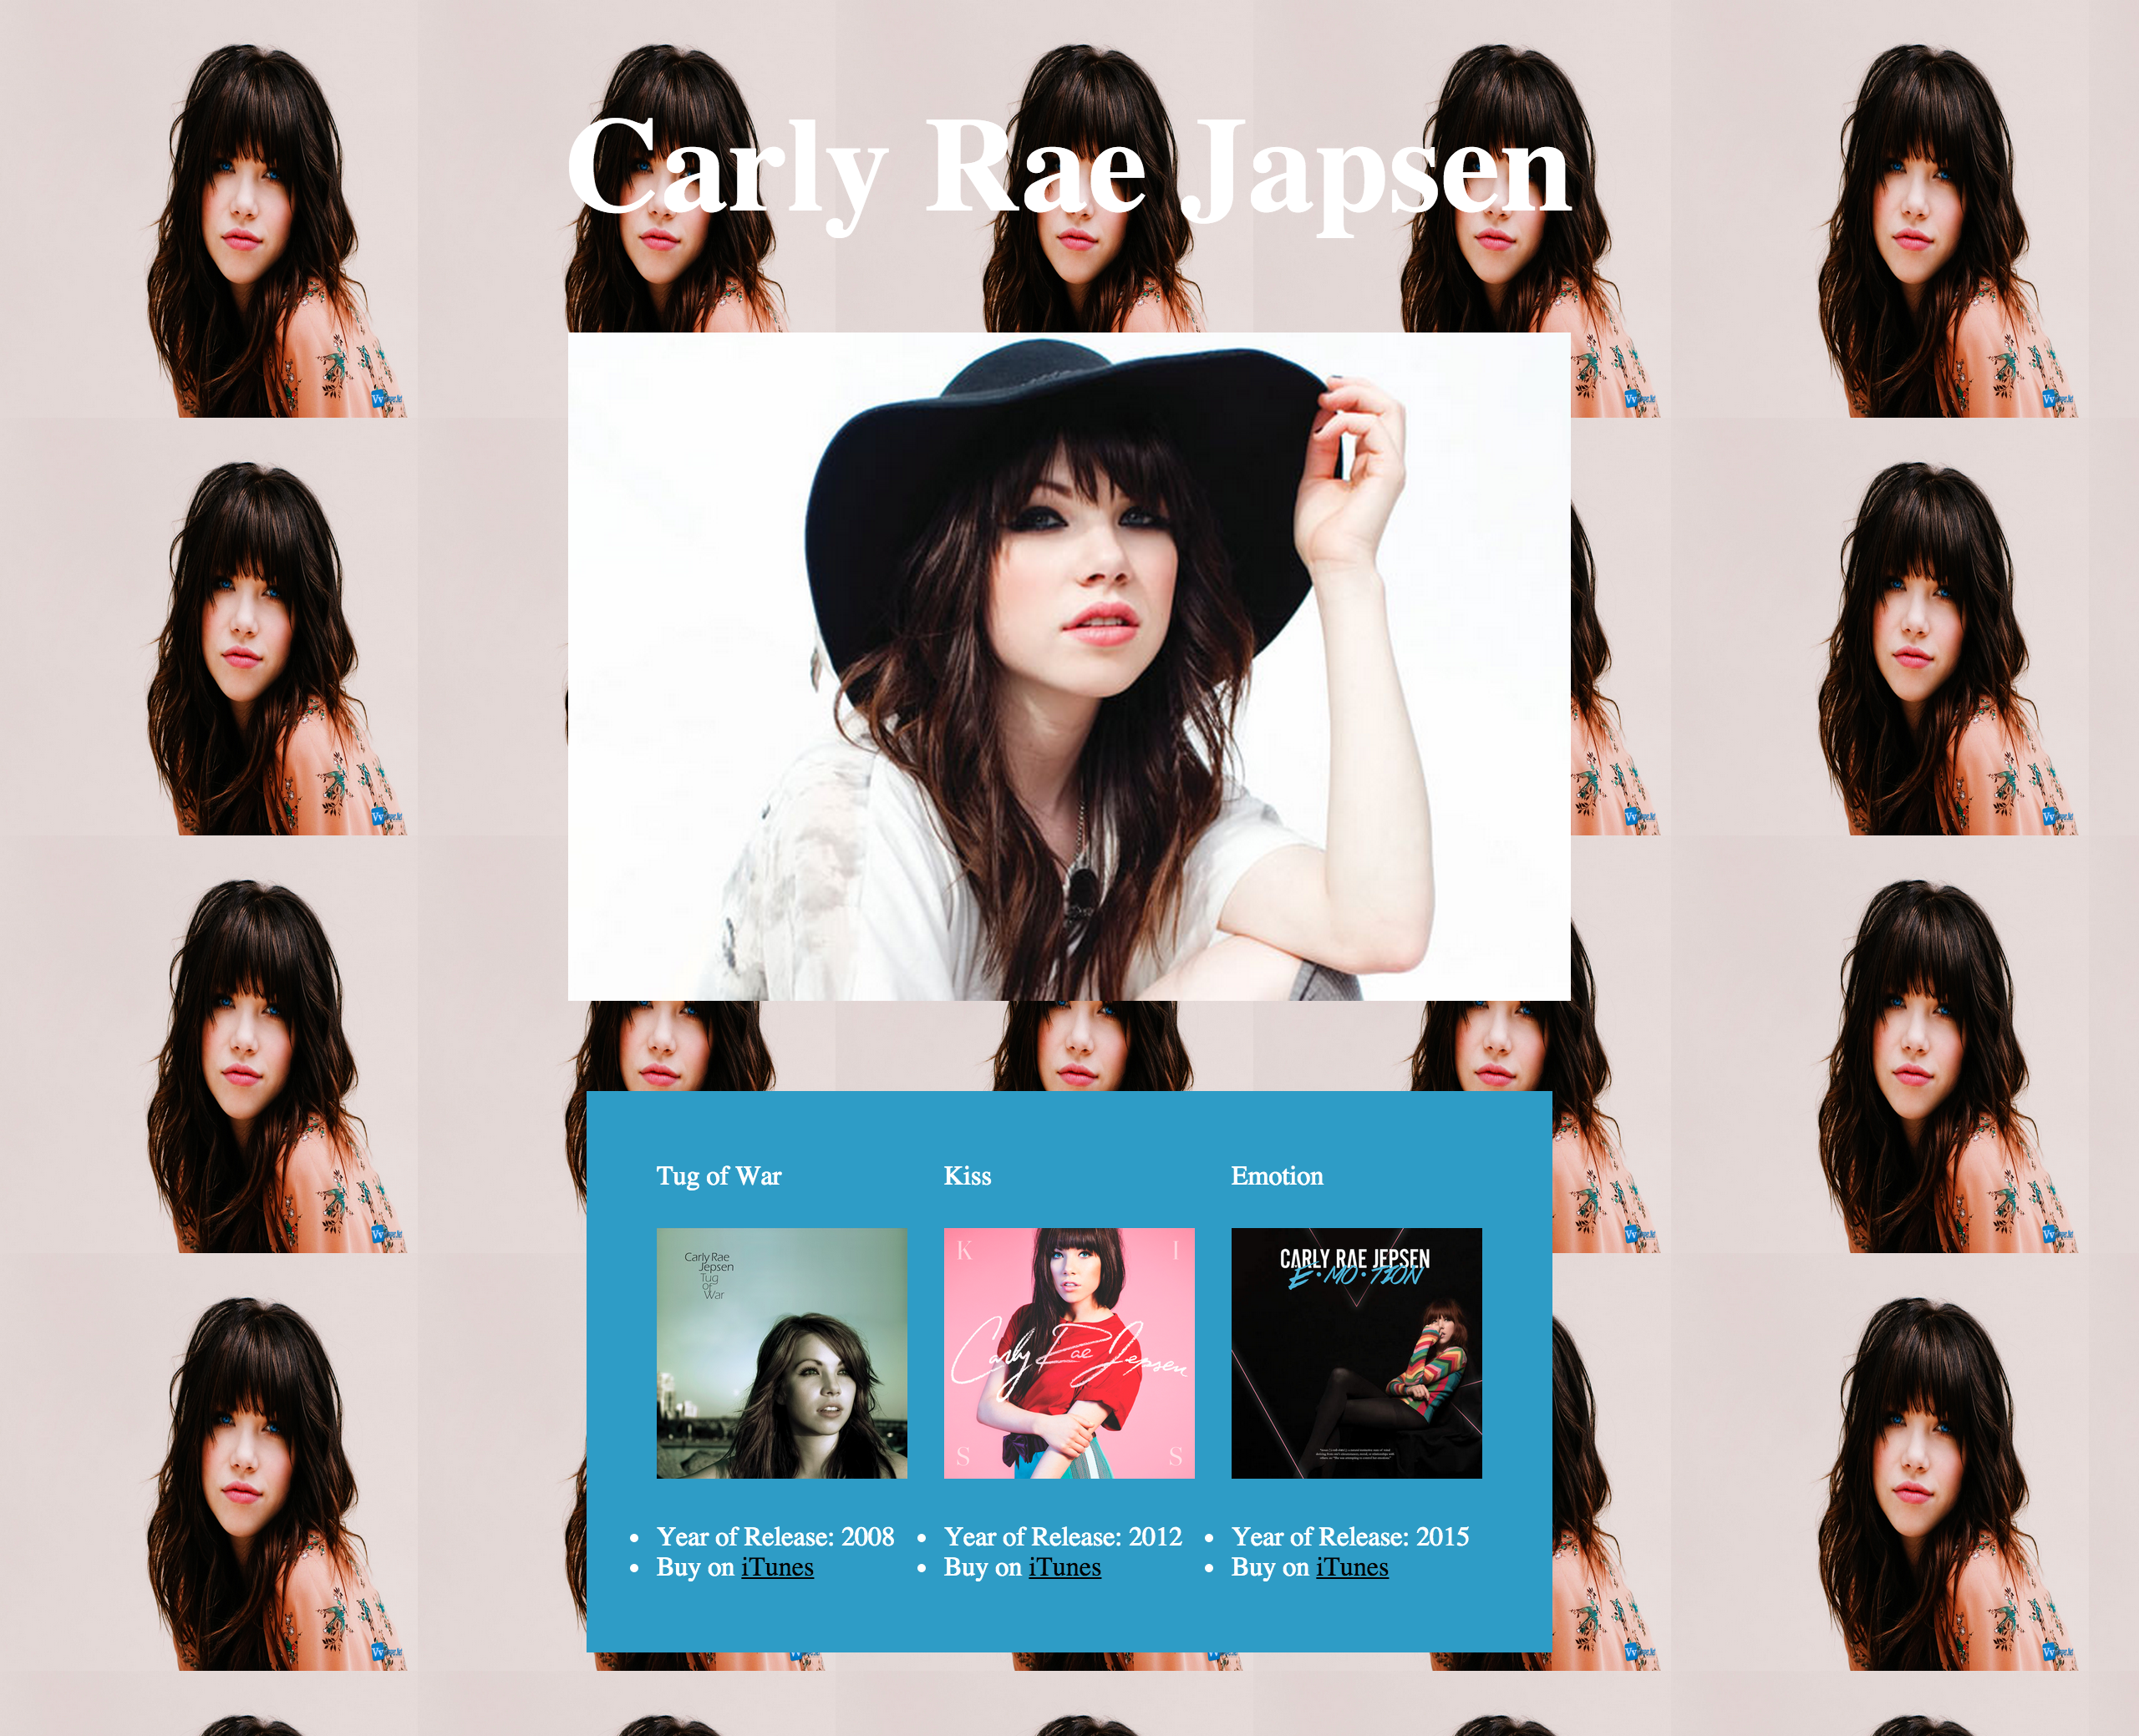 Carly Rae Japsen
Tug of War
Kiss
Emotion
Carly Rae
Jepsen
Tug
of
War
K I
Carly Rae Jepsen
S S
CARLY RAE JEPSEN
E•MO•TION
Year of Release: 2008
Buy on iTunes
Year of Release: 2012
Buy on iTunes
Year of Release: 2015
Buy on iTunes